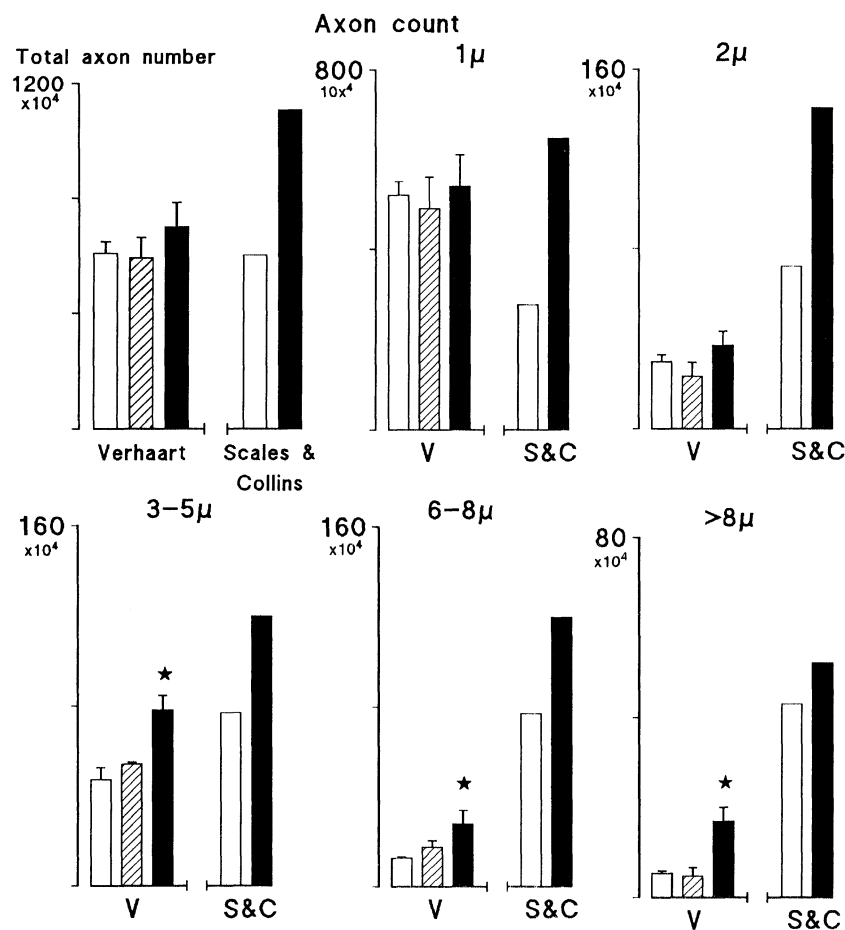 Axon count
Total axon number
1200
x10⁴
Verhaart
Scales &
Collins
1μ
800
10x⁴
V
S&C
2μ
160
x10⁴
V
S&C
3–5μ
160
x10⁴
★
V
S&C
6–8μ
160
x10⁴
★
V
S&C
>8μ
80
x10⁴
★
V
S&C